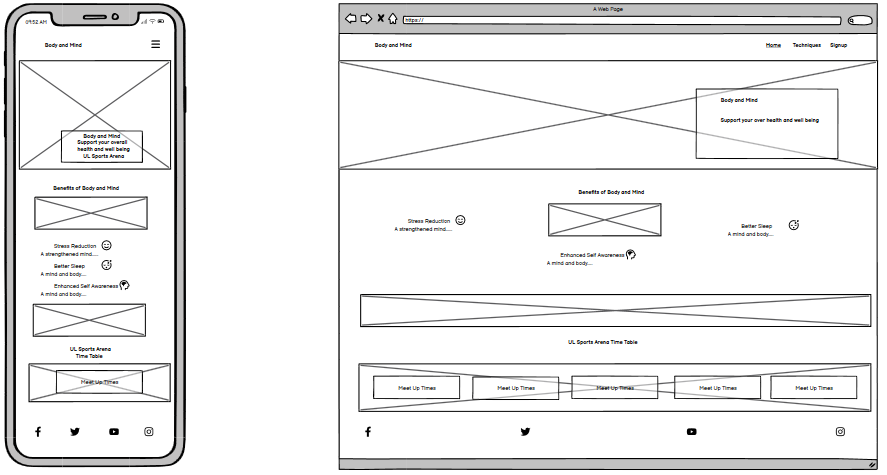 09:52 AM
Body and Mind
Body and Mind
Support your overall
health and well being
UL Sports Arena
Benefits of Body and Mind
Stress Reduction
A strengthened mind.....
Better Sleep
A mind and body....
Enhanced Self Awareness
A mind and body....
UL Sports Arena
Time Table
Meet Up Times
A Web Page
https://
Body and Mind
Home Techniques Signup
Body and Mind
Support your over health and well being
Benefits of Body and Mind
Stress Reduction
A strengthened mind.....
Better Sleep
A mind and body....
Enhanced Self Awareness
A mind and body....
UL Sports Arena Time Table
Meet Up Times Meet Up Times Meet Up Times Meet Up Times Meet Up Times